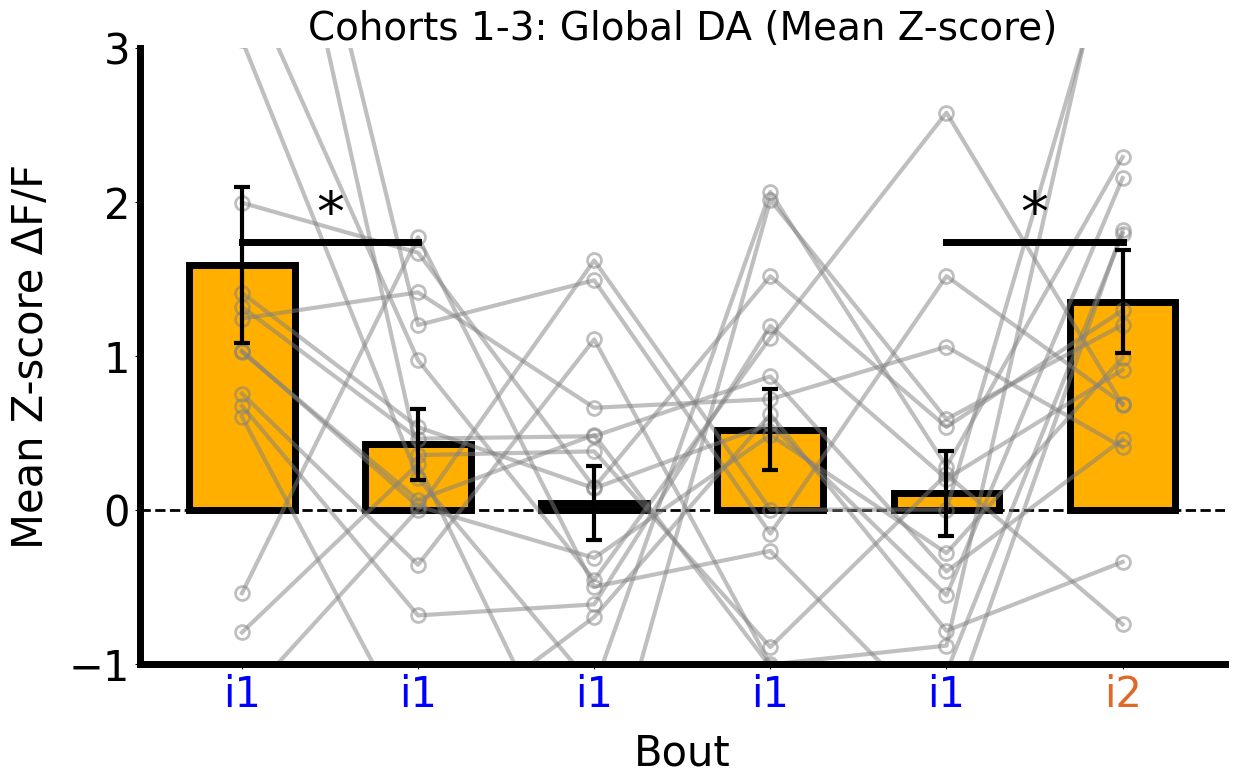 Cohorts 1-3: Global DA (Mean Z-score)
Mean Z-score ΔF/F
3
2
1
0
−1
*
*
i1 i1 i1 i1 i1 i2
Bout